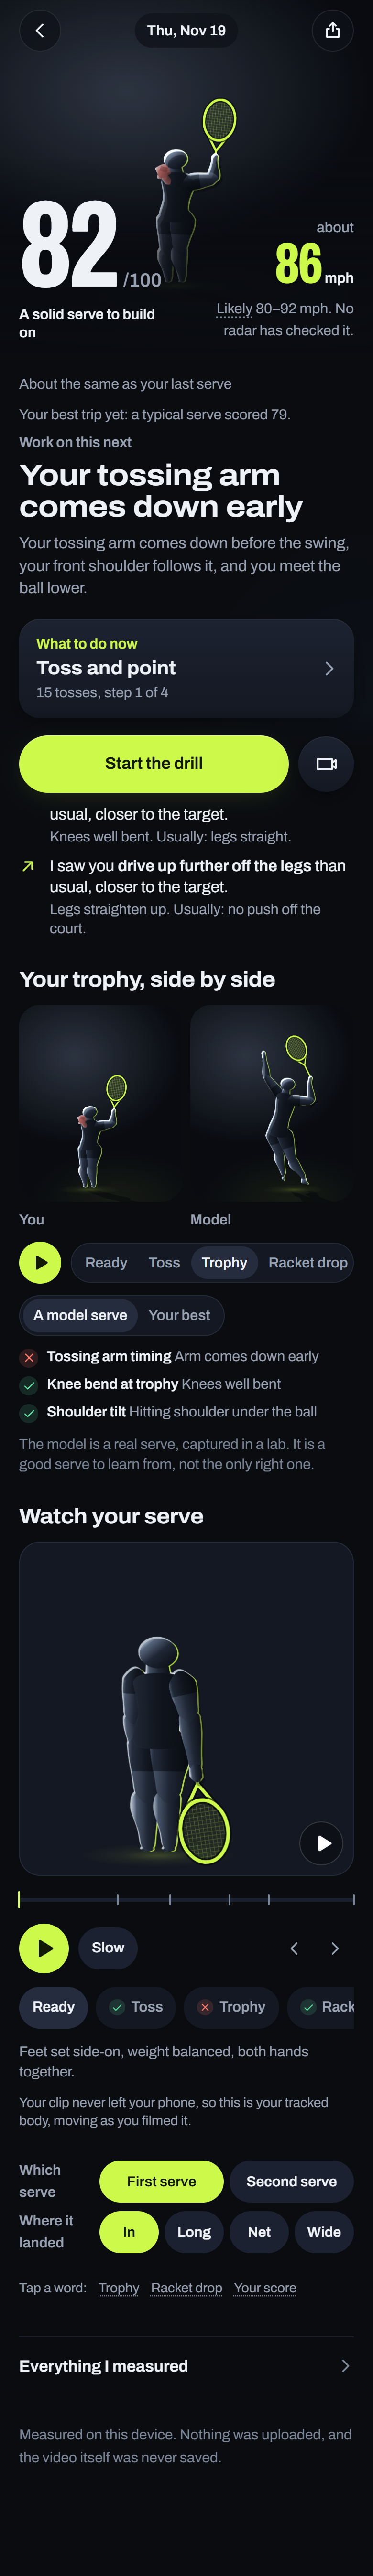 Thu, Nov 19
82 /100
A solid serve to build
on
about
86 mph
Likely 80–92 mph. No
radar has checked it.
About the same as your last serve
Your best trip yet: a typical serve scored 79.
Work on this next
Your tossing arm
comes down early
Your tossing arm comes down before the swing,
your front shoulder follows it, and you meet the
ball lower.
What to do now
Toss and point
15 tosses, step 1 of 4
Start the drill
usual, closer to the target.
Knees well bent. Usually: legs straight.
I saw you drive up further off the legs than
usual, closer to the target.
Legs straighten up. Usually: no push off the
court.
Your trophy, side by side
You
Model
Ready Toss Trophy Racket drop
A model serve Your best
Tossing arm timing Arm comes down early
Knee bend at trophy Knees well bent
Shoulder tilt Hitting shoulder under the ball
The model is a real serve, captured in a lab. It is a
good serve to learn from, not the only right one.
Watch your serve
Slow
Ready Toss Trophy Rack
Feet set side-on, weight balanced, both hands
together.
Your clip never left your phone, so this is your tracked
body, moving as you filmed it.
Which
serve
First serve Second serve
Where it
landed
In Long Net Wide
Tap a word: Trophy Racket drop Your score
Everything I measured
Measured on this device. Nothing was uploaded, and
the video itself was never saved.